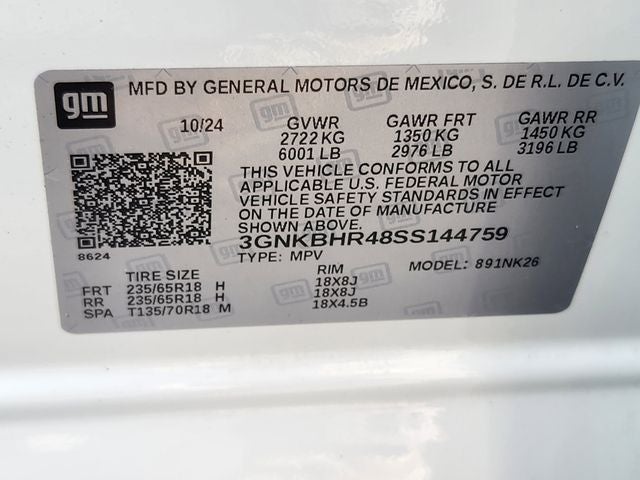 gm MFD BY GENERAL MOTORS DE MEXICO, S. DE R.L. DE C.V.
10/24 GVWR GAWR FRT GAWR RR
2722 KG 1350 KG 1450 KG
6001 LB 2976 LB 3196 LB
THIS VEHICLE CONFORMS TO ALL
APPLICABLE U.S. FEDERAL MOTOR
VEHICLE SAFETY STANDARDS IN EFFECT
ON THE DATE OF MANUFACTURE
3GNKBHR48SS144759
8624 TYPE: MPV MODEL: 891NK26
TIRE SIZE RIM
FRT 235/65R18 H 18X8J
RR 235/65R18 H 18X8J
SPA T135/70R18 M 18X4.5B